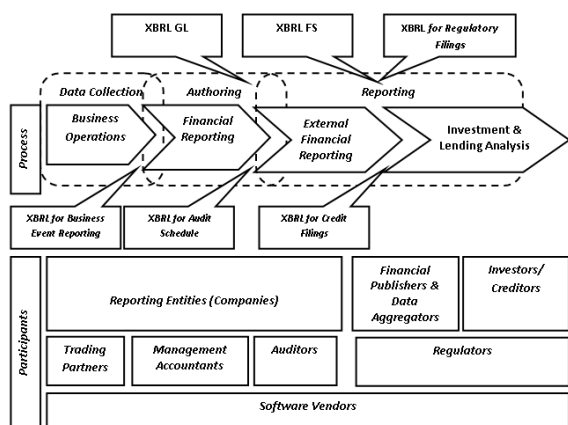 XBRL GL
XBRL FS
XBRL for Regulatory
Filings
Data Collection
Authoring
Reporting
Process
Business
Operations
Financial
Reporting
External
Financial
Reporting
Investment &
Lending Analysis
XBRL for Business
Event Reporting
XBRL for Audit
Schedule
XBRL for Credit
Filings
Participants
Reporting Entities (Companies)
Financial
Publishers &
Data
Aggregators
Investors/
Creditors
Trading
Partners
Management
Accountants
Auditors
Regulators
Software Vendors